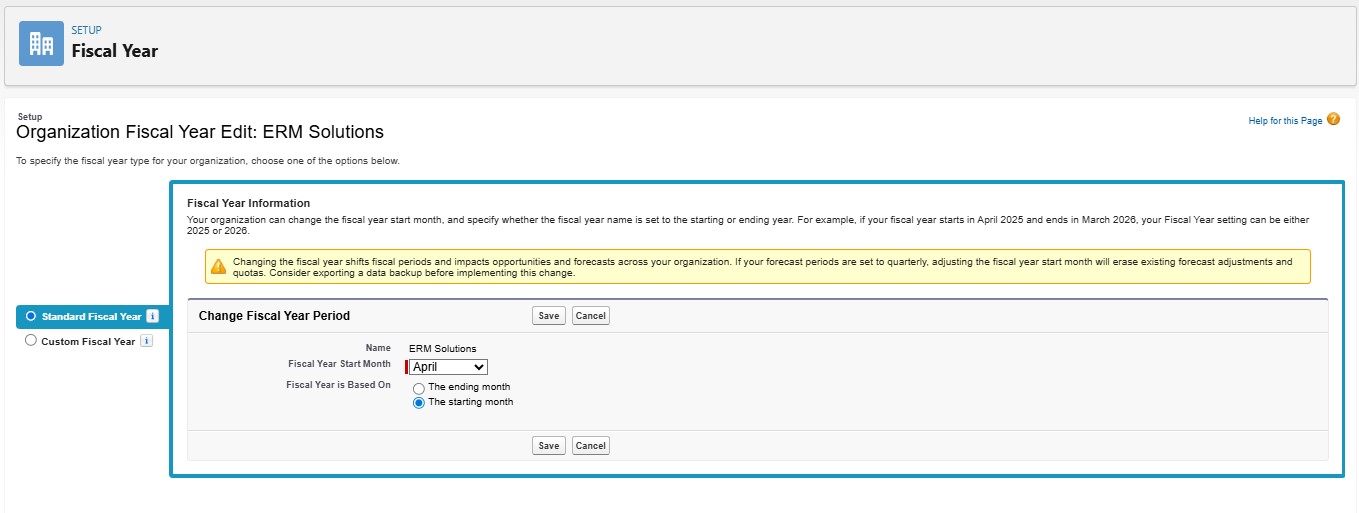 SETUP
Fiscal Year
Setup
Organization Fiscal Year Edit: ERM Solutions
Help for this Page ?
To specify the fiscal year type for your organization, choose one of the options below.
Fiscal Year Information
Your organization can change the fiscal year start month, and specify whether the fiscal year name is set to the starting or ending year. For example, if your fiscal year starts in April 2025 and ends in March 2026, your Fiscal Year setting can be either
2025 or 2026.
Changing the fiscal year shifts fiscal periods and impacts opportunities and forecasts across your organization. If your forecast periods are set to quarterly, adjusting the fiscal year start month will erase existing forecast adjustments and
quotas. Consider exporting a data backup before implementing this change.
Standard Fiscal Year i
Custom Fiscal Year i
Change Fiscal Year Period Save Cancel
Name ERM Solutions
Fiscal Year Start Month April
Fiscal Year is Based On The ending month
The starting month
Save Cancel